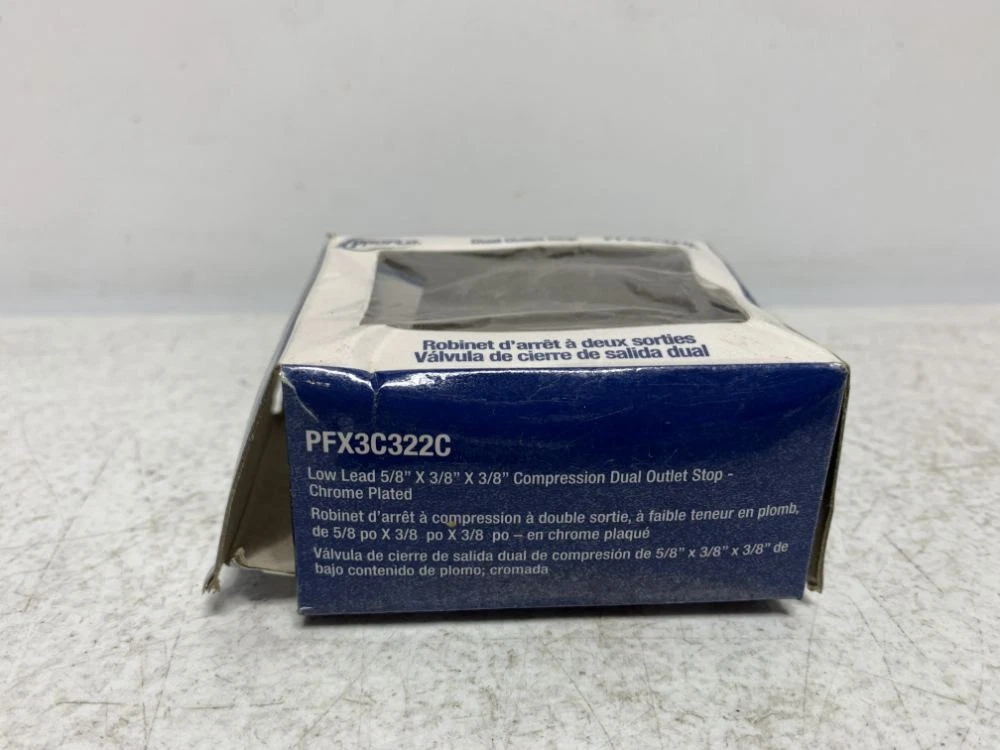 Dual Outlet Stop
Robinet d'arrêt à deux sorties
Válvula de cierre de salida dual
PFX3C322C
Low Lead 5/8" X 3/8" X 3/8" Compression Dual Outlet Stop -
Chrome Plated
Robinet d'arrêt à compression à double sortie, à faible teneur en plomb,
de 5/8 po X 3/8 po X 3/8 po – en chrome plaqué
Válvula de cierre de salida dual de compresión de 5/8" x 3/8" x 3/8" de
bajo contenido de plomo; cromada